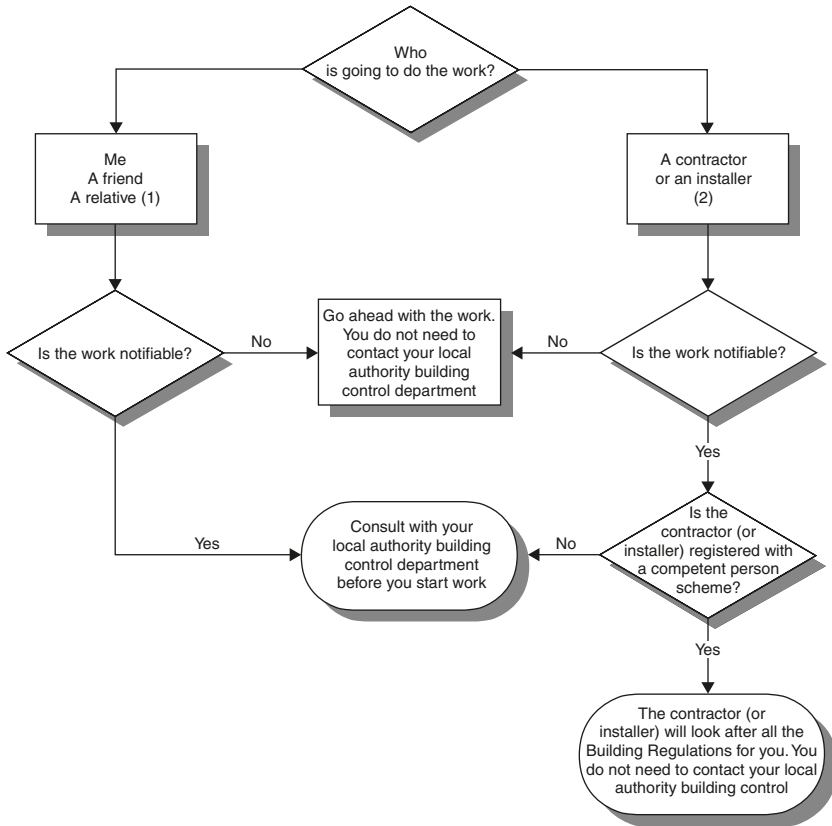 Who
is going to do the work?
Me
A friend
A relative (1)
A contractor
or an installer
(2)
Is the work notifiable?
No
Go ahead with the work.
You do not need to
contact your local
authority building
control department
No
Is the work notifiable?
Yes
Yes
Consult with your
local authority building
control department
before you start work
No
Is the
contractor (or
installer) registered with
a competent person
scheme?
Yes
The contractor (or
installer) will look after all the
Building Regulations for you. You
do not need to contact your local
authority building control